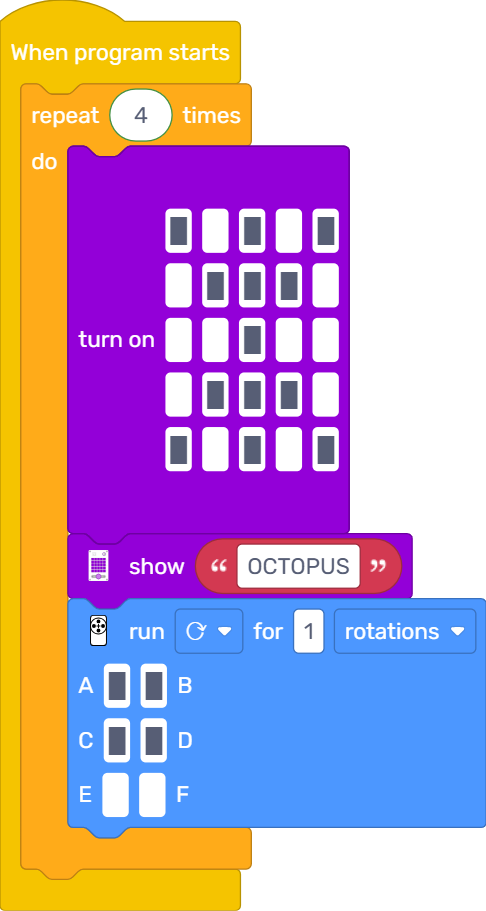 When program starts
repeat 4 times
do
turn on
show “ OCTOPUS ”
run for 1 rotations
A B
C D
E F